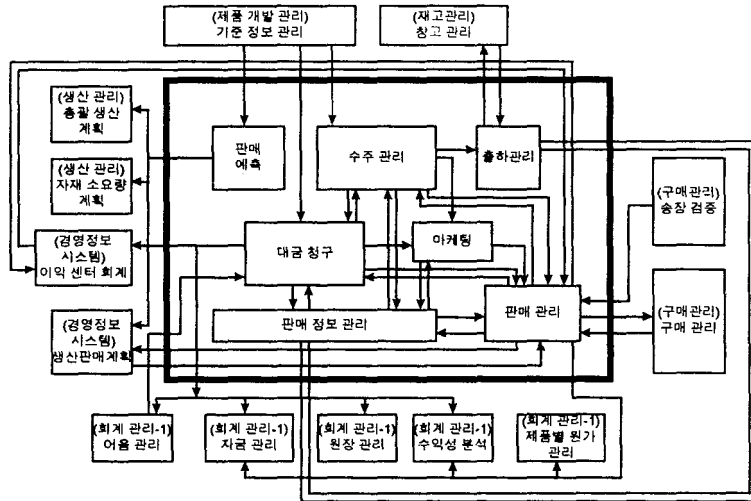 (제품 개발 관리)
기준 정보 관리
(재고관리)
창고 관리
(생산 관리)
총괄 생산
계획
판매
예측
수주 관리
출하관리
(생산 관리)
자재 소요량
계획
(구매관리)
송장 검증
(경영정보
시스템)
이익 센터 회계
대금 청구
마케팅
판매 관리
(구매관리)
구매 관리
판매 정보 관리
(경영정보
시스템)
생산판매계획
(회계 관리-1)
어음 관리
(회계 관리-1)
자금 관리
(회계 관리-1)
원장 관리
(회계 관리-1)
수익성 분석
(회계 관리-1)
제품별 원가
관리